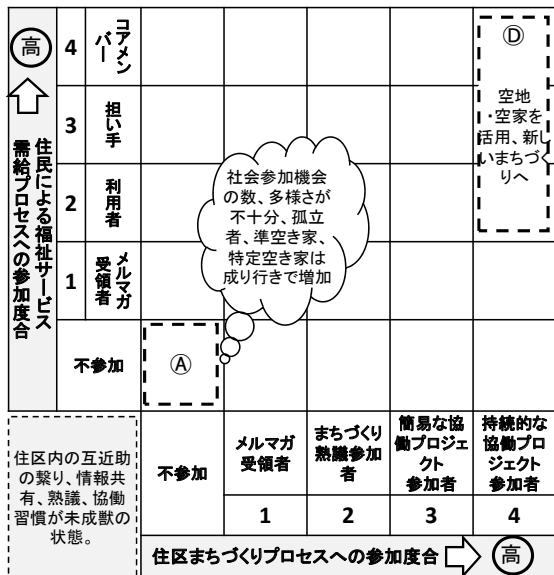 高
住民による福祉サービス
需給プロセスへの参加度合
4
コアメン
バー
3
担い手
2
利用者
1
メルマガ
受領者
不参加
Ⓓ
空地
・空家を
活用、新し
いまちづく
りへ
社会参加機会
の数、多様さが
不十分、孤立
者、準空き家、
特定空き家は
成り行きで増加
Ⓐ
住区内の互近助
の繋り、情報共
有、熟議、協働
習慣が未成獣の
状態。
不参加
メルマガ
受領者
まちづくり
熟議参加
者
簡易な協
働プロジェ
クト
参加者
持続的な
協働プロ
ジェクト
参加者
1
2
3
4
住区まちづくりプロセスへの参加度合
高